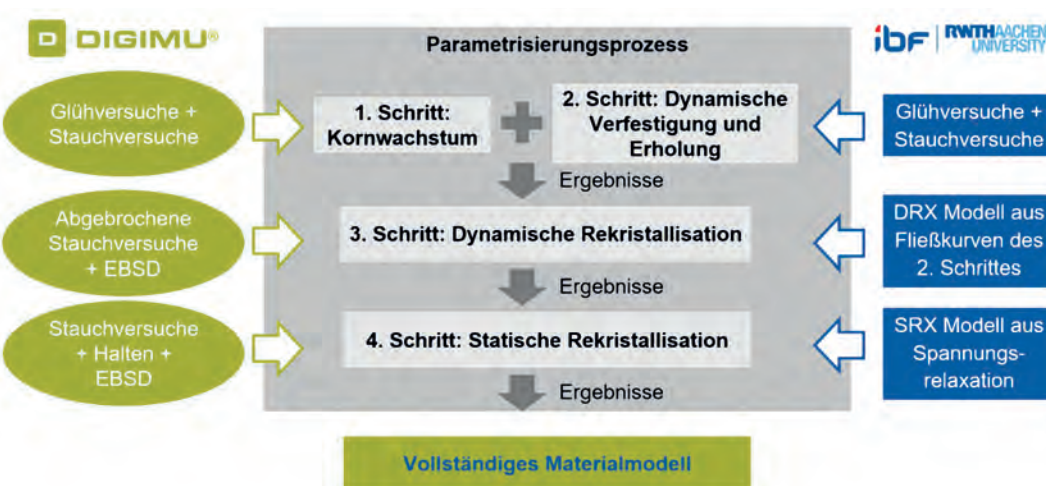 DIGIMU®
Parametrisierungsprozess
ibf
RWTHAACHEN
UNIVERSITY
Glühversuche +
Stauchversuche
1. Schritt:
Kornwachstum
2. Schritt: Dynamische
Verfestigung und
Erholung
Glühversuche +
Stauchversuche
Ergebnisse
Abgebrochene
Stauchversuche
+ EBSD
3. Schritt: Dynamische Rekristallisation
DRX Modell aus
Fließkurven des
2. Schrittes
Ergebnisse
Stauchversuche
+ Halten +
EBSD
4. Schritt: Statische Rekristallisation
SRX Modell aus
Spannungs-
relaxation
Ergebnisse
Vollständiges Materialmodell